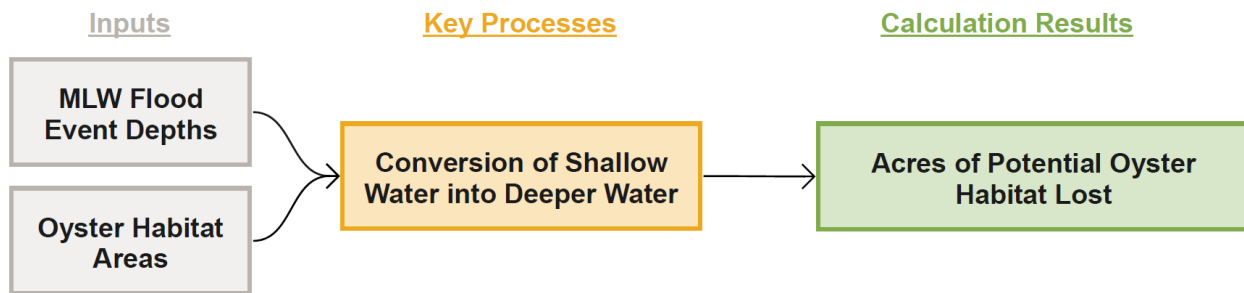 Inputs
Key Processes
Calculation Results
MLW Flood
Event Depths
Oyster Habitat
Areas
Conversion of Shallow
Water into Deeper Water
Acres of Potential Oyster
Habitat Lost